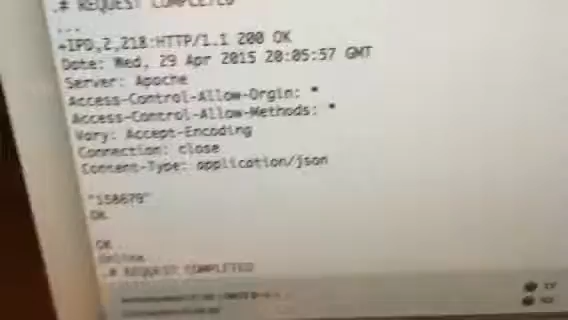 .# REQUEST COMPLETED
...
+IPD,2,218:HTTP/1.1 200 OK
Date: Wed, 29 Apr 2015 20:05:57 GMT
Server: Apache
Access-Control-Allow-Orgin: *
Access-Control-Allow-Methods: *
Vary: Accept-Encoding
Connection: close
Content-Type: application/json
"158679"
OK
OK
Online
.# REQUEST COMPLETED